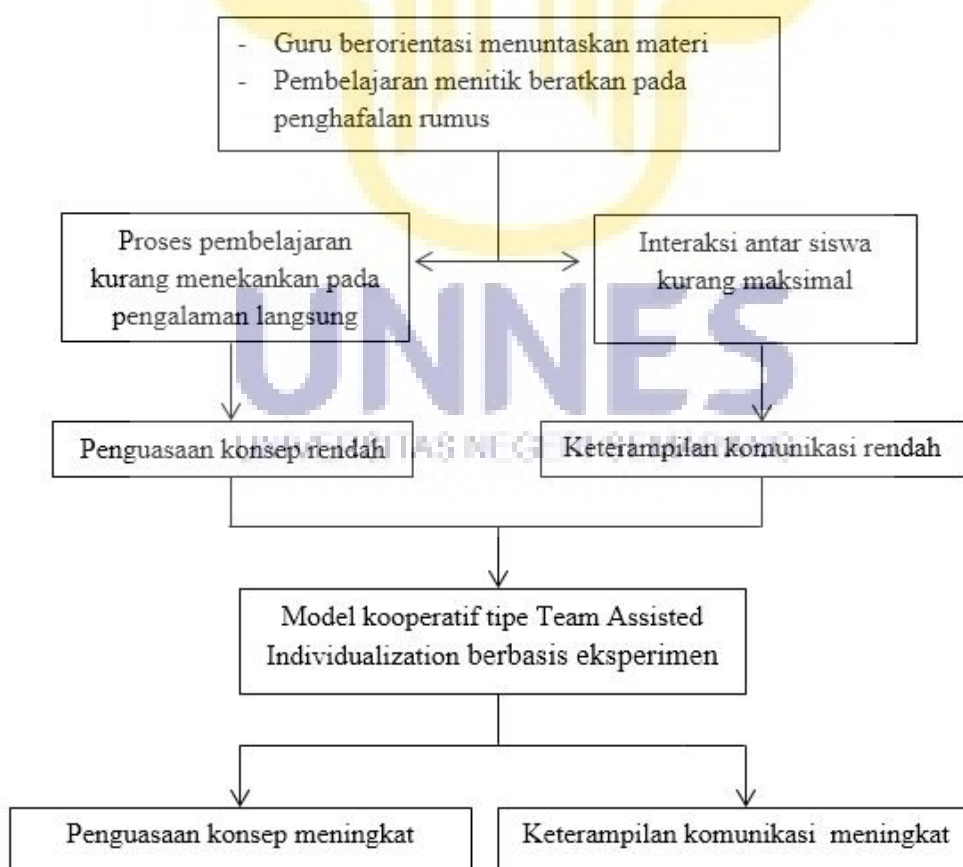 - Guru berorientasi menuntaskan materi
- Pembelajaran menitik beratkan pada
penghafalan rumus
Proses pembelajaran
kurang menekankan pada
pengalaman langsung
Interaksi antar siswa
kurang maksimal
UNNES
Penguasaan konsep rendah
Keterampilan komunikasi rendah
Model kooperatif tipe Team Assisted
Individualization berbasis eksperimen
Penguasaan konsep meningkat
Keterampilan komunikasi meningkat